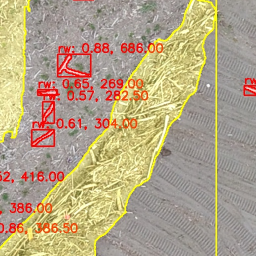 rw: 0.88, 686.00
rw: 0.65, 269.00
rw: 0.57, 282.50
rw: 0.61, 304.00
52, 416.00
, 386.00
0.86, 386.50